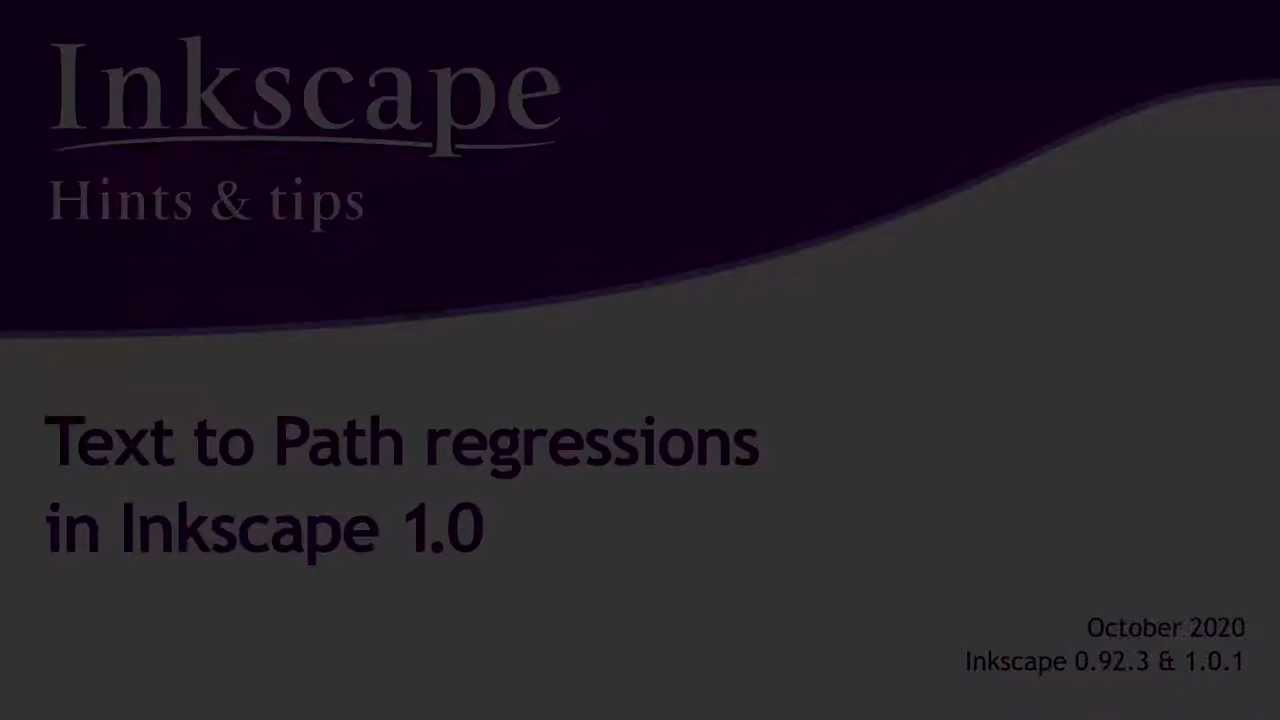 Inkscape
Hints & tips
Text to Path regressions
in Inkscape 1.0
October 2020
Inkscape 0.92.3 & 1.0.1